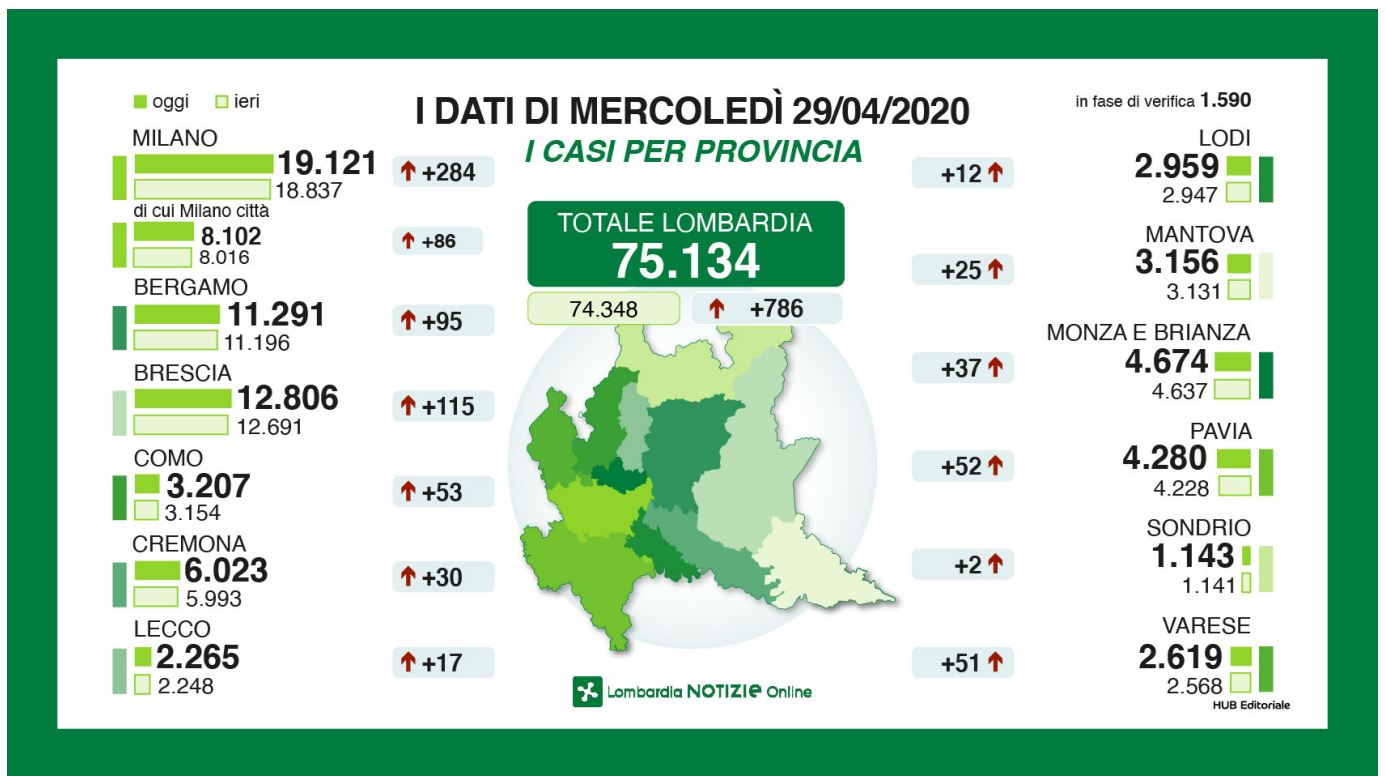 oggi ieri
I DATI DI MERCOLEDÌ 29/04/2020
I CASI PER PROVINCIA
in fase di verifica 1.590
TOTALE LOMBARDIA
75.134
74.348 +786
MILANO
19.121
18.837
+284
di cui Milano città
8.102
8.016
+86
BERGAMO
11.291
11.196
+95
BRESCIA
12.806
12.691
+115
COMO
3.207
3.154
+53
CREMONA
6.023
5.993
+30
LECCO
2.265
2.248
+17
LODI
+12
2.959
2.947
MANTOVA
+25
3.156
3.131
MONZA E BRIANZA
+37
4.674
4.637
PAVIA
+52
4.280
4.228
SONDRIO
+2
1.143
1.141
VARESE
+51
2.619
2.568
Lombardia NOTIZIE Online
HUB Editoriale